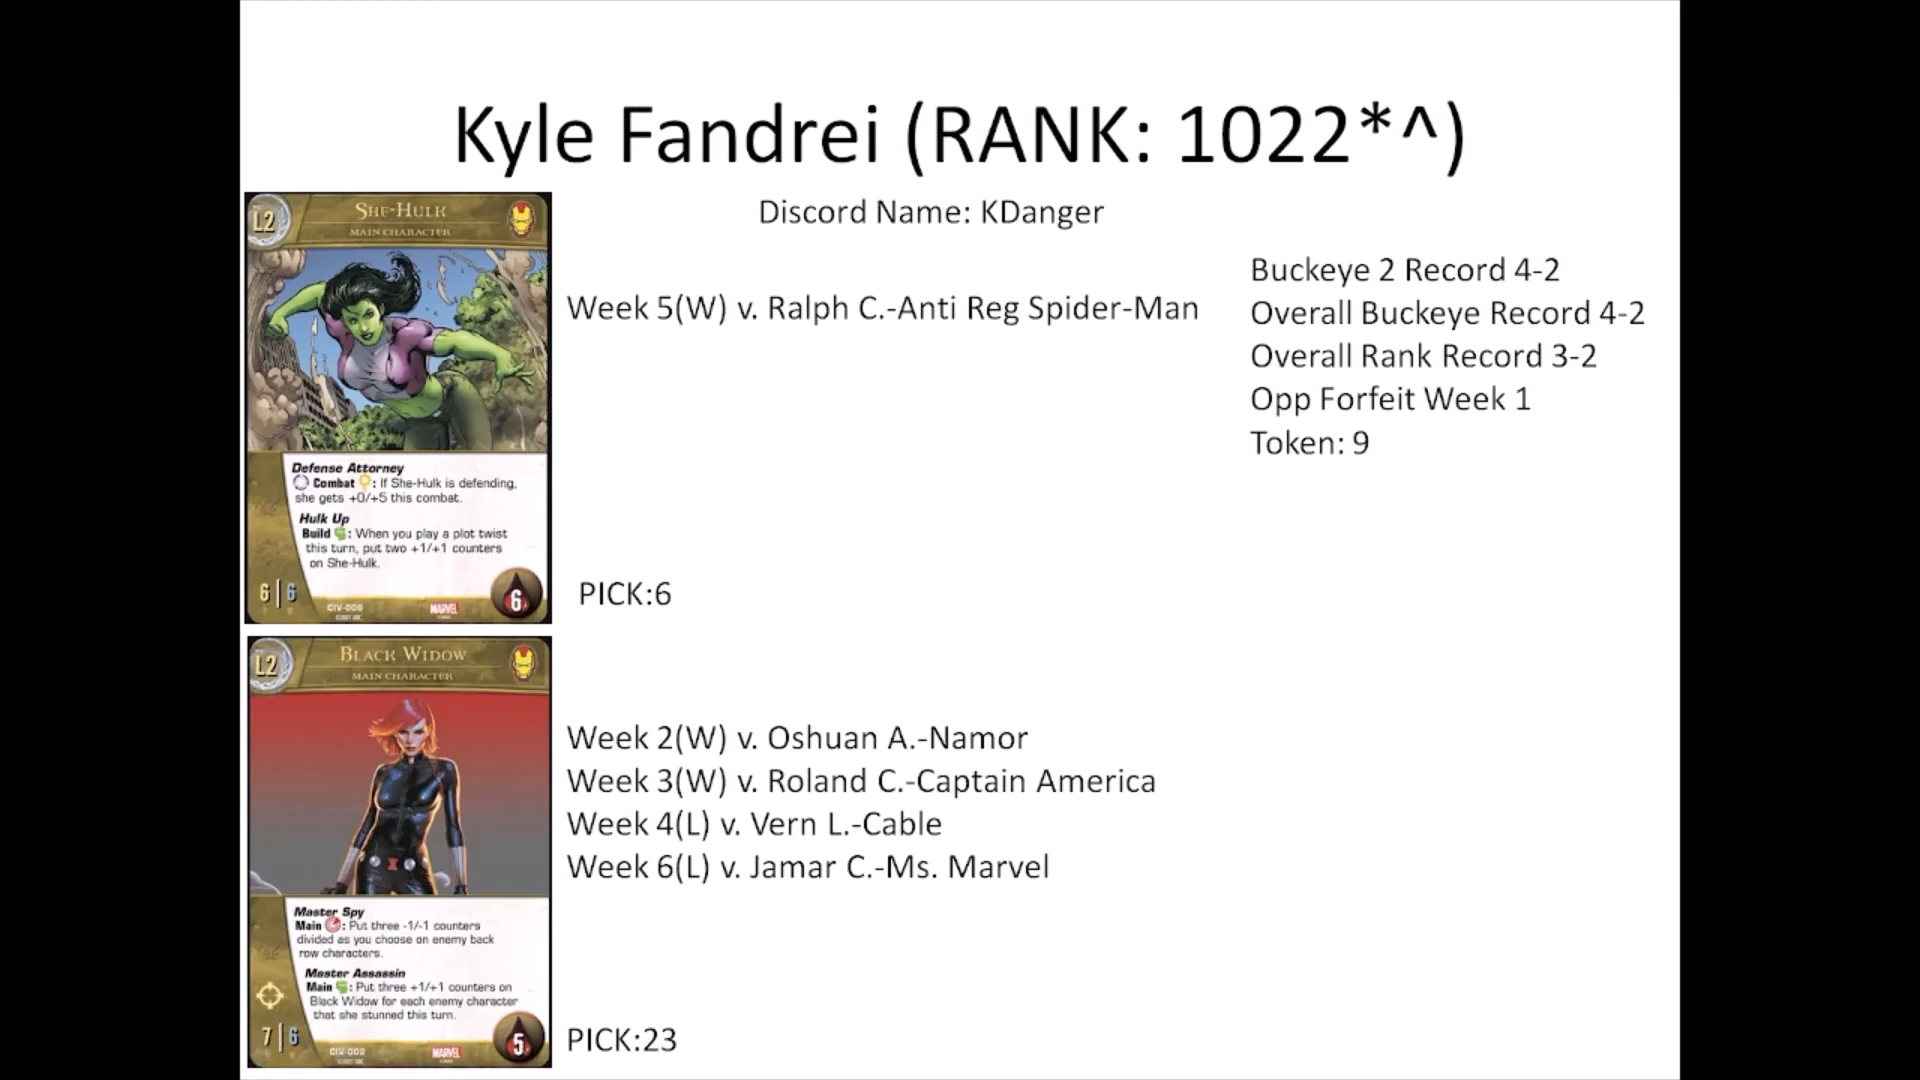 Kyle Fandrei (RANK: 1022*^)
Discord Name: KDanger
L2
SHE-HULK
MAIN CHARACTER
Defense Attorney
Combat : If She-Hulk is defending,
she gets +0/+5 this combat.
Hulk Up
Build : When you play a plot twist
this turn, put two +1/+1 counters
on She-Hulk.
6 | 6
6
MARVEL
Week 5(W) v. Ralph C.-Anti Reg Spider-Man
PICK:6
Buckeye 2 Record 4-2
Overall Buckeye Record 4-2
Overall Rank Record 3-2
Opp Forfeit Week 1
Token: 9
L2
BLACK WIDOW
MAIN CHARACTER
Master Spy
Main : Put three -1/-1 counters
divided as you choose on enemy back
row characters.
Master Assassin
Main : Put three +1/+1 counters on
Black Widow for each enemy character
that she stunned this turn.
7 | 6
5
CIV-002
MARVEL
Week 2(W) v. Oshuan A.-Namor
Week 3(W) v. Roland C.-Captain America
Week 4(L) v. Vern L.-Cable
Week 6(L) v. Jamar C.-Ms. Marvel
PICK:23